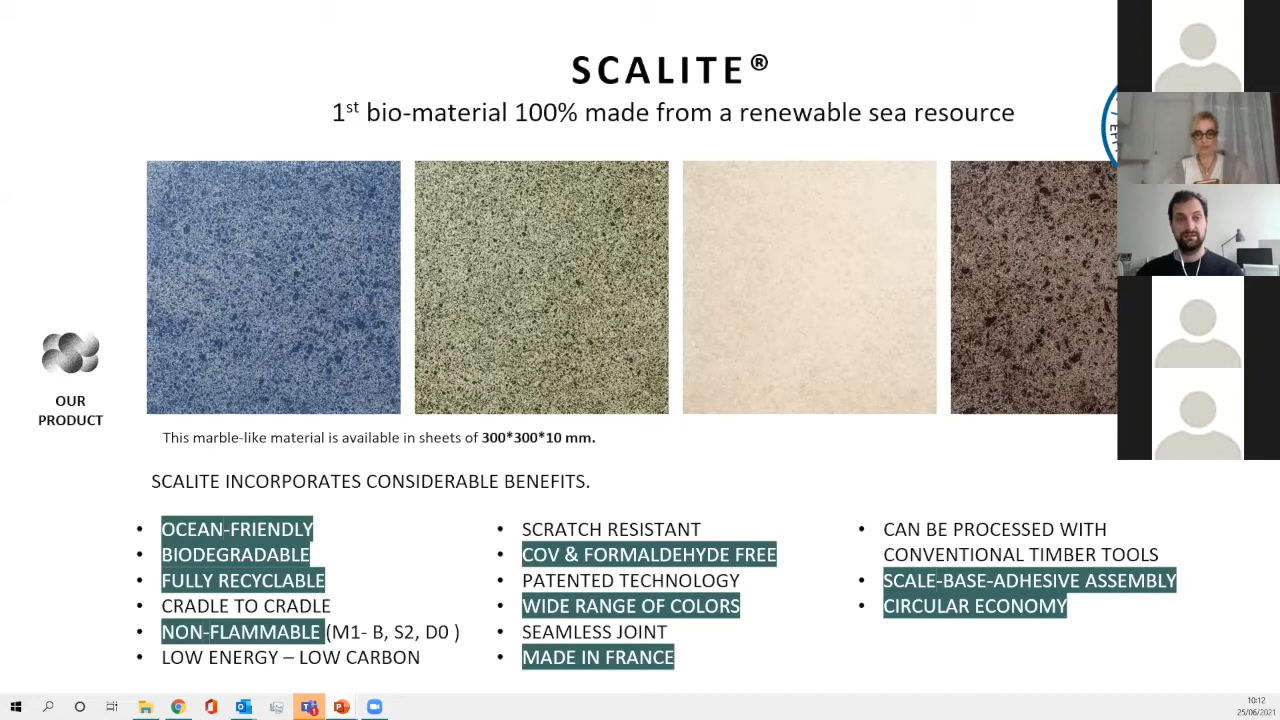 SCALITE®
1st bio-material 100% made from a renewable sea resource
OUR
PRODUCT
This marble-like material is available in sheets of 300*300*10 mm.
SCALITE INCORPORATES CONSIDERABLE BENEFITS.
• OCEAN-FRIENDLY
• BIODEGRADABLE
• FULLY RECYCLABLE
• CRADLE TO CRADLE
• NON-FLAMMABLE (M1- B, S2, D0 )
• LOW ENERGY – LOW CARBON
• SCRATCH RESISTANT
• COV & FORMALDEHYDE FREE
• PATENTED TECHNOLOGY
• WIDE RANGE OF COLORS
• SEAMLESS JOINT
• MADE IN FRANCE
• CAN BE PROCESSED WITH
CONVENTIONAL TIMBER TOOLS
• SCALE-BASE-ADHESIVE ASSEMBLY
• CIRCULAR ECONOMY
10:12
25/06/2021